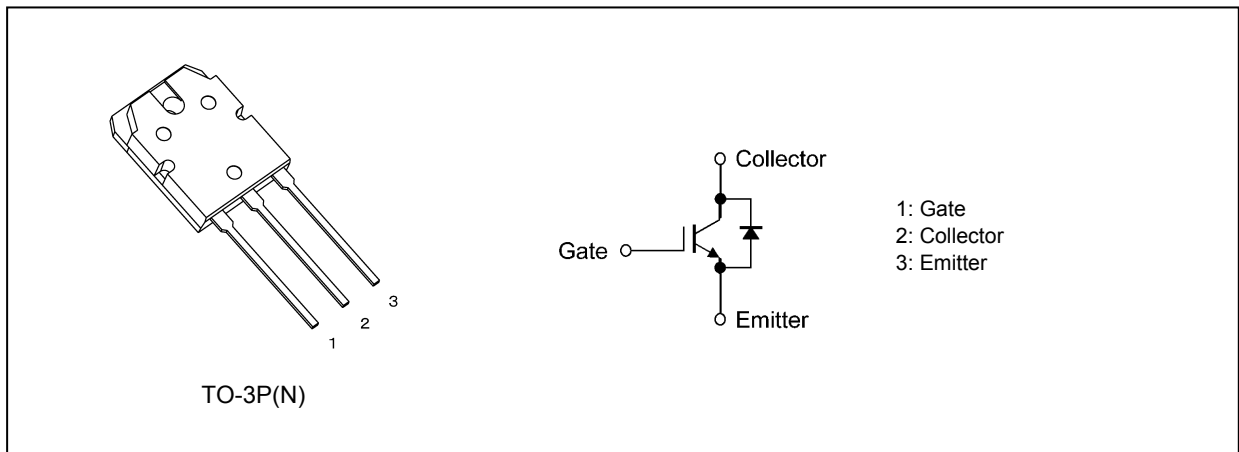 1
2
3
TO-3P(N)
Collector
Gate
Emitter
1: Gate
2: Collector
3: Emitter